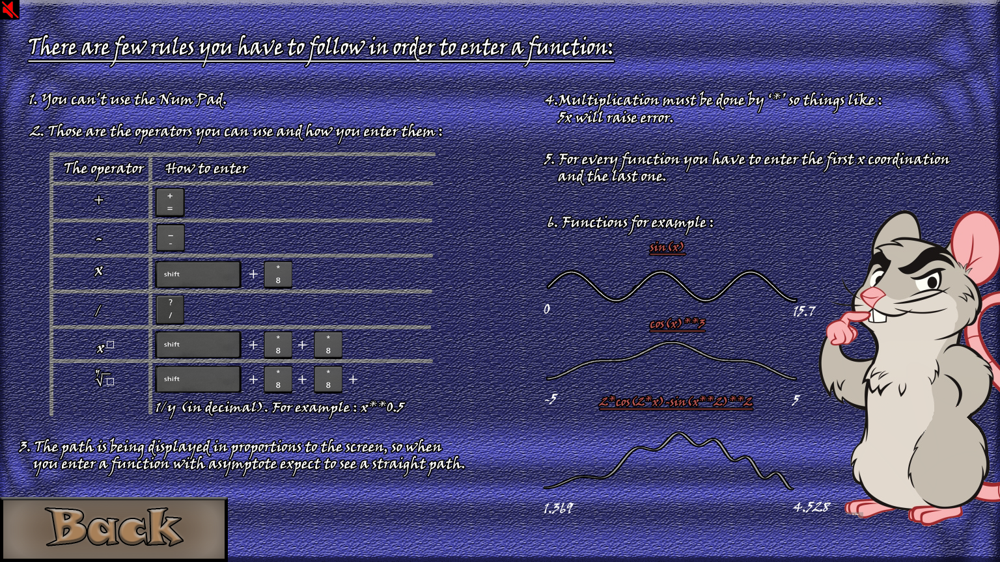 There are few rules you have to follow in order to enter a function:
1. You can't use the Num Pad.
2. Those are the operators you can use and how you enter them :
The operator How to enter
+ + =
- – -
x shift + * 8
/ ? /
x□ shift + * 8 + * 8
y√□ shift + * 8 + * 8 +
1/y (in decimal). For example : x**0.5
3. The path is being displayed in proportions to the screen, so when
you enter a function with asymptote expect to see a straight path.
Back
4.Multiplication must be done by '*' so things like :
5x will raise error.
5. For every function you have to enter the first x coordination
and the last one.
6. Functions for example :
sin(x)
0 15.7
cos(x)**3
-5 5
2*cos(2*x)-sin(x**2)**2
1.369 4.528